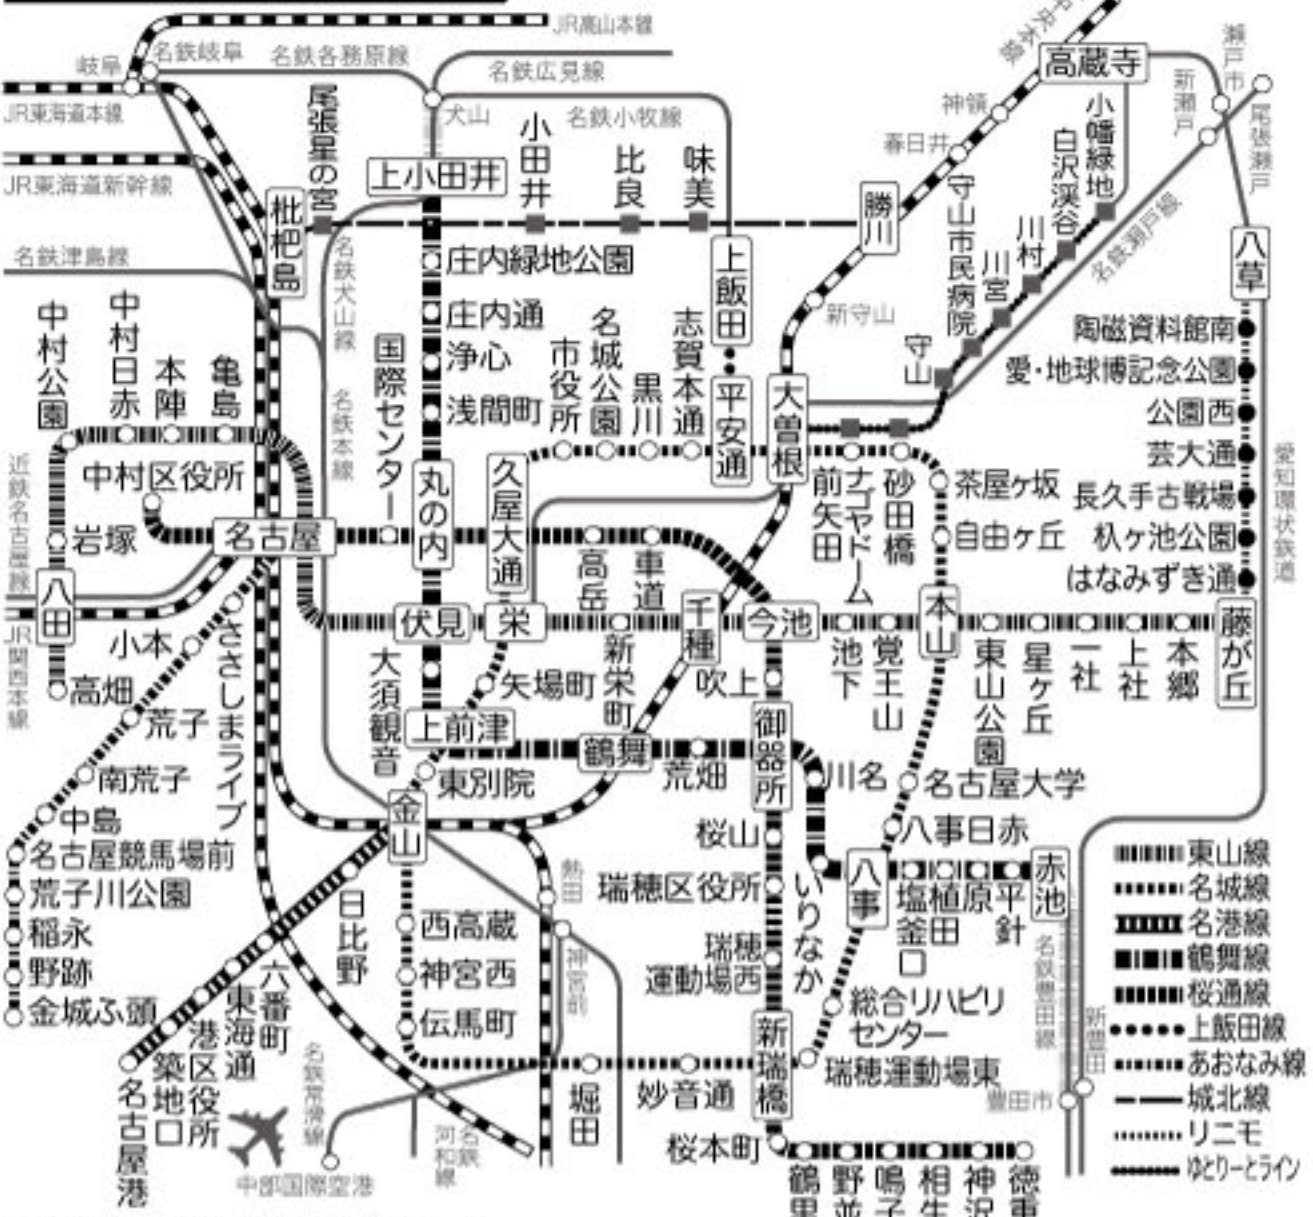 JR高山本線
中央本線
岐阜
名鉄岐阜
名鉄各務原線
名鉄広見線
高蔵寺
瀬戸市
新瀬戸
尾張瀬戸
JR東海道本線
犬山
名鉄小牧線
神領
春日井
小幡緑地
白沢渓谷
尾張星の宮
小田井
比良
味美
JR東海道新幹線
上小田井
枇杷島
勝川
守山市民病院
川村
川宮
守山
名鉄瀬戸線
八草
名鉄津島線
名鉄犬山線
庄内緑地公園
上飯田
新守山
庄内通
浄心
浅間町
陶磁資料館南
愛・地球博記念公園
公園西
芸大通
長久手古戦場
杁ヶ池公園
はなみずき通
愛知環状鉄道
中村公園
中村日赤
本陣
亀島
名鉄本線
国際センター
市役所
名城公園
黒川
志賀本通
平安通
大曽根
近鉄名古屋線
中村区役所
岩塚
名古屋
丸の内
久屋大通
高岳
車道
前矢田
ナゴヤドーム
砂田橋
茶屋ヶ坂
自由ヶ丘
八田
JR関西本線
高畑
小本
ささしまライブ
荒子
南荒子
中島
名古屋競馬場前
荒子川公園
稲永
野跡
金城ふ頭
伏見
栄
新栄町
千種
今池
池下
覚王山
本山
東山公園
星ヶ丘
一社
上社
本郷
藤が丘
大須観音
矢場町
吹上
上前津
鶴舞
荒畑
御器所
川名
名古屋大学
東別院
金山
桜山
八事日赤
いりなか
八事
塩釜口
植田
原
平針
赤池
瑞穂区役所
瑞穂
運動場西
熱田
神宮前
日比野
西高蔵
神宮西
伝馬町
六番町
東海通
港区役所
築地口
名古屋港
総合リハビリ
センター
瑞穂運動場東
新瑞橋
堀田
妙音通
桜本町
鶴里
野並
鳴子
相生
神沢
徳重
名鉄常滑線
中部国際空港
名鉄
河和線
名鉄豊田線
新豊田
豊田市
東山線
名城線
名港線
鶴舞線
桜通線
上飯田線
あおなみ線
城北線
リニモ
ゆとりーとライン